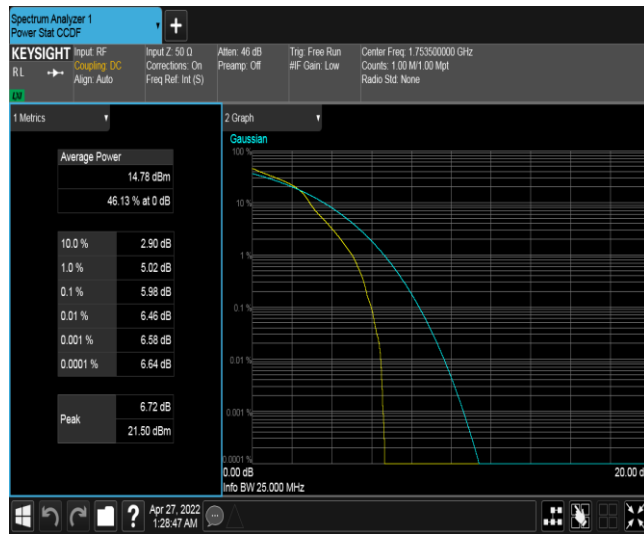 Spectrum Analyzer 1
Power Stat CCDF
+
KEYSIGHT
RL
Input: RF
Coupling: DC
Align: Auto
Input Z: 50 Ω
Corrections: On
Freq Ref: Int (S)
Atten: 46 dB
Preamp: Off
Trig: Free Run
#IF Gain: Low
Center Freq: 1.753500000 GHz
Counts: 1.00 M/1.00 Mpt
Radio Std: None
1 Metrics
Average Power
14.78 dBm
46.13 % at 0 dB
10.0 % 2.90 dB
1.0 % 5.02 dB
0.1 % 5.98 dB
0.01 % 6.46 dB
0.001 % 6.58 dB
0.0001 % 6.64 dB
Peak
6.72 dB
21.50 dBm
2 Graph
Gaussian
100 %
10 %
1 %
0.1 %
0.01 %
0.001 %
0.0001 %
0.00 dB
20.00 d
Info BW 25.000 MHz
?
Apr 27, 2022
1:28:47 AM